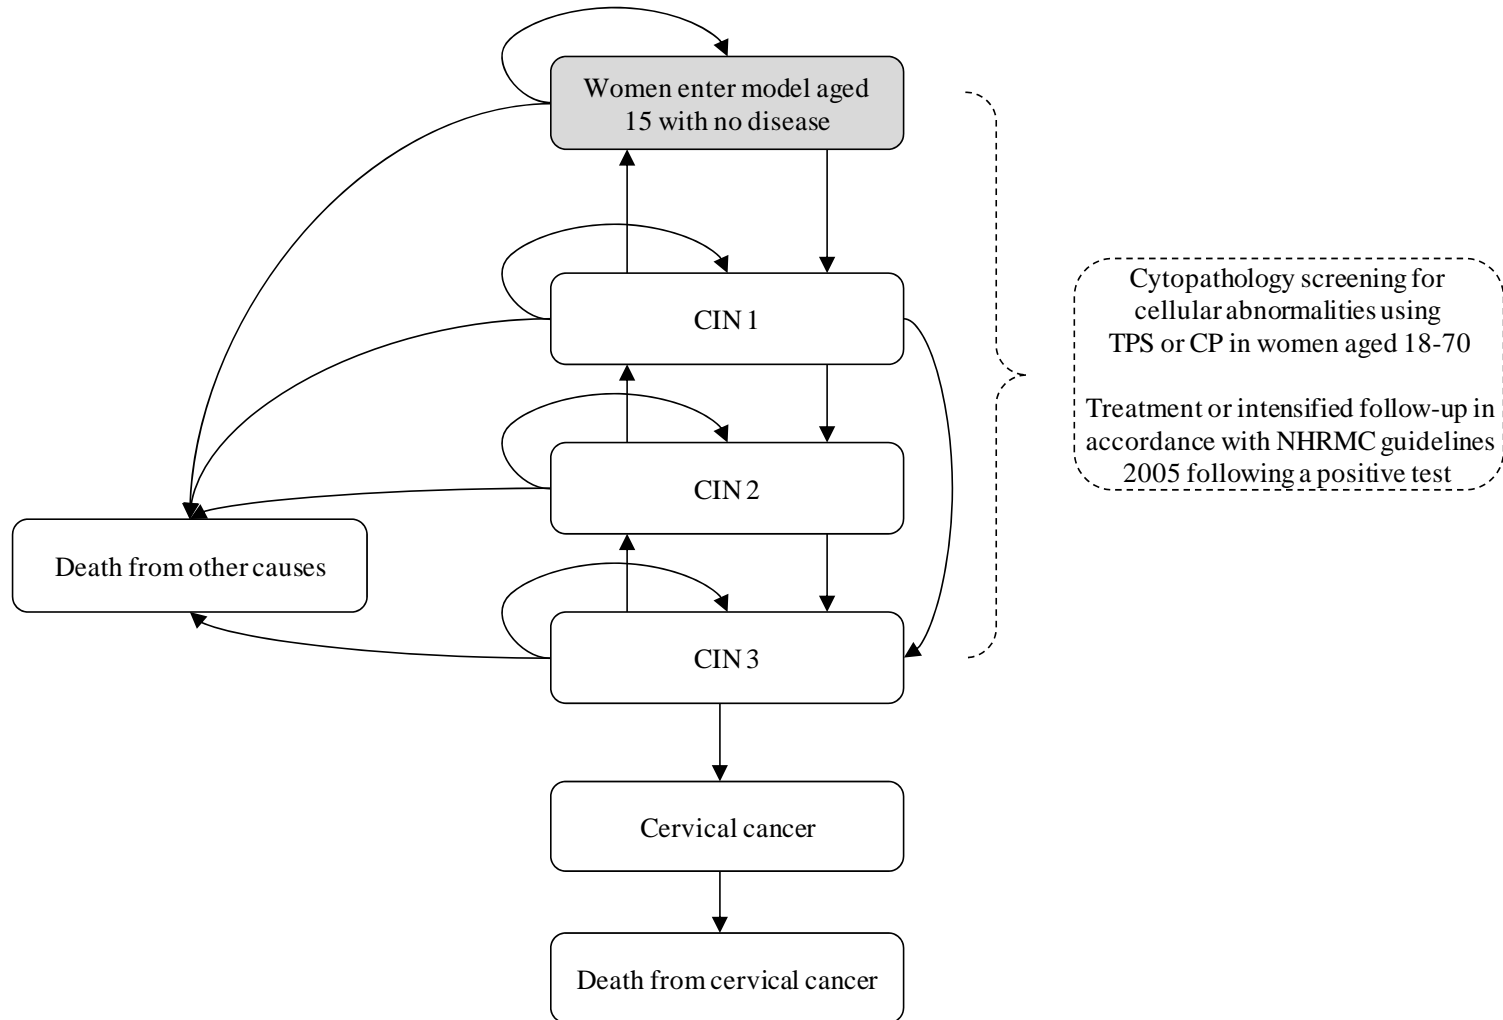 Women enter model aged
15 with no disease
CIN 1
CIN 2
CIN 3
Cervical cancer
Death from cervical cancer
Death from other causes
Cytopathology screening for
cellular abnormalities using
TPS or CP in women aged 18-70
Treatment or intensified follow-up in
accordance with NHRMC guidelines
2005 following a positive test